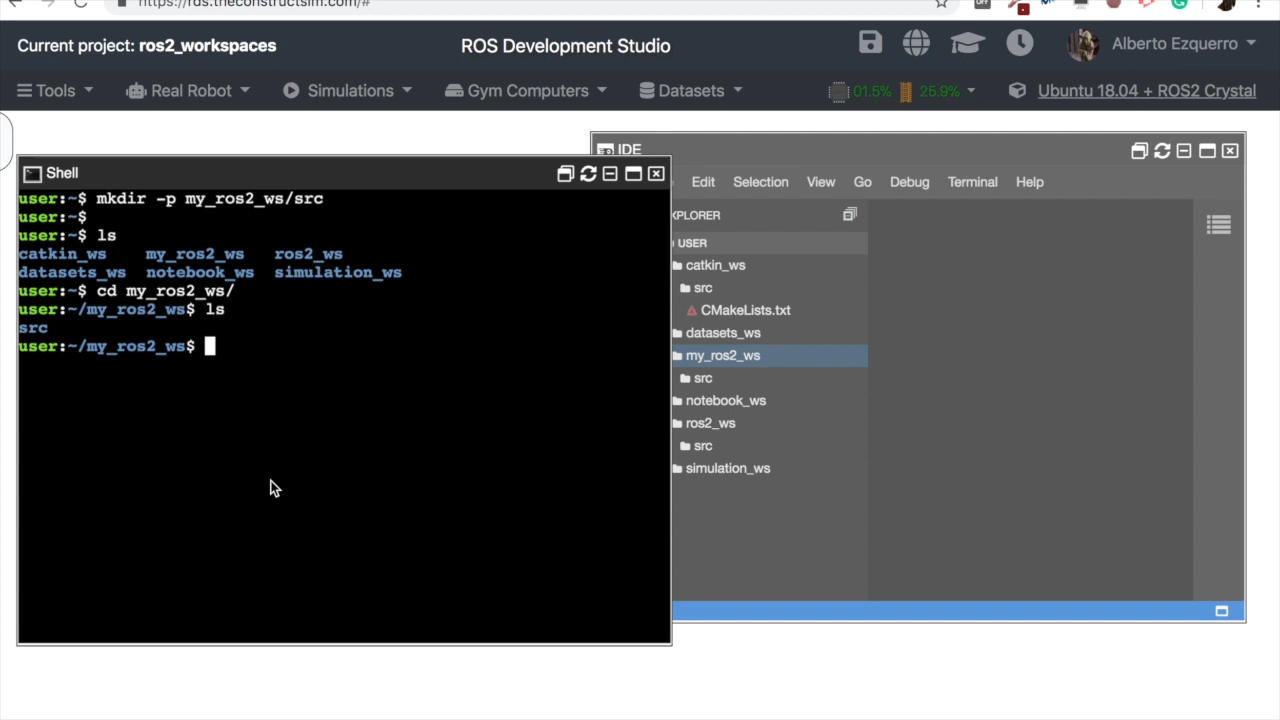 https://rds.theconstructsim.com/#
Current project: ros2_workspaces
ROS Development Studio
Alberto Ezquerro
Tools
Real Robot
Simulations
Gym Computers
Datasets
01.5%
25.9%
Ubuntu 18.04 + ROS2 Crystal
IDE
Edit Selection View Go Debug Terminal Help
XPLORER
USER
catkin_ws
src
CMakeLists.txt
datasets_ws
my_ros2_ws
src
notebook_ws
ros2_ws
src
simulation_ws
Shell
user:~$ mkdir -p my_ros2_ws/src
user:~$
user:~$ ls
catkin_ws my_ros2_ws ros2_ws
datasets_ws notebook_ws simulation_ws
user:~$ cd my_ros2_ws/
user:~/my_ros2_ws$ ls
src
user:~/my_ros2_ws$